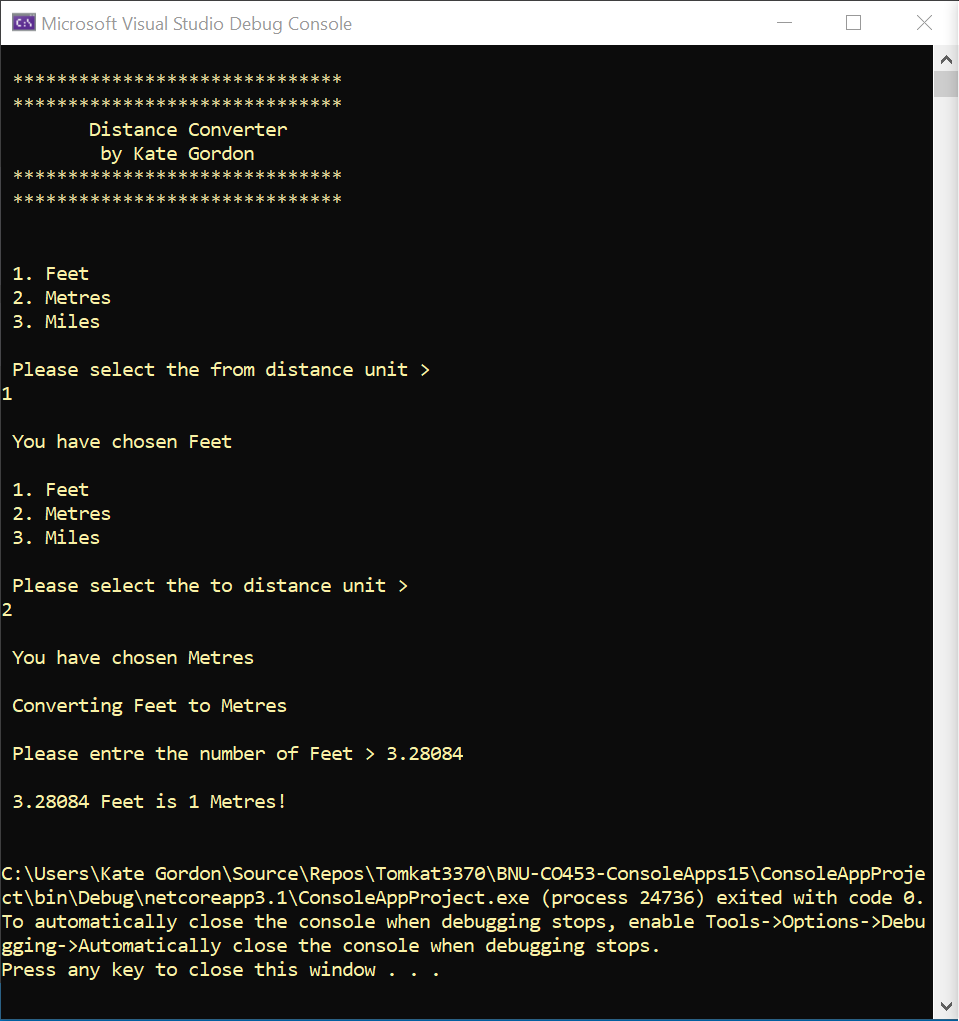 Microsoft Visual Studio Debug Console
******************************
******************************
Distance Converter
by Kate Gordon
******************************
******************************
1. Feet
2. Metres
3. Miles
Please select the from distance unit >
1
You have chosen Feet
1. Feet
2. Metres
3. Miles
Please select the to distance unit >
2
You have chosen Metres
Converting Feet to Metres
Please entre the number of Feet > 3.28084
3.28084 Feet is 1 Metres!
C:\Users\Kate Gordon\Source\Repos\Tomkat3370\BNU-CO453-ConsoleApps15\ConsoleAppProje
ct\bin\Debug\netcoreapp3.1\ConsoleAppProject.exe (process 24736) exited with code 0.
To automatically close the console when debugging stops, enable Tools->Options->Debu
gging->Automatically close the console when debugging stops.
Press any key to close this window . . .